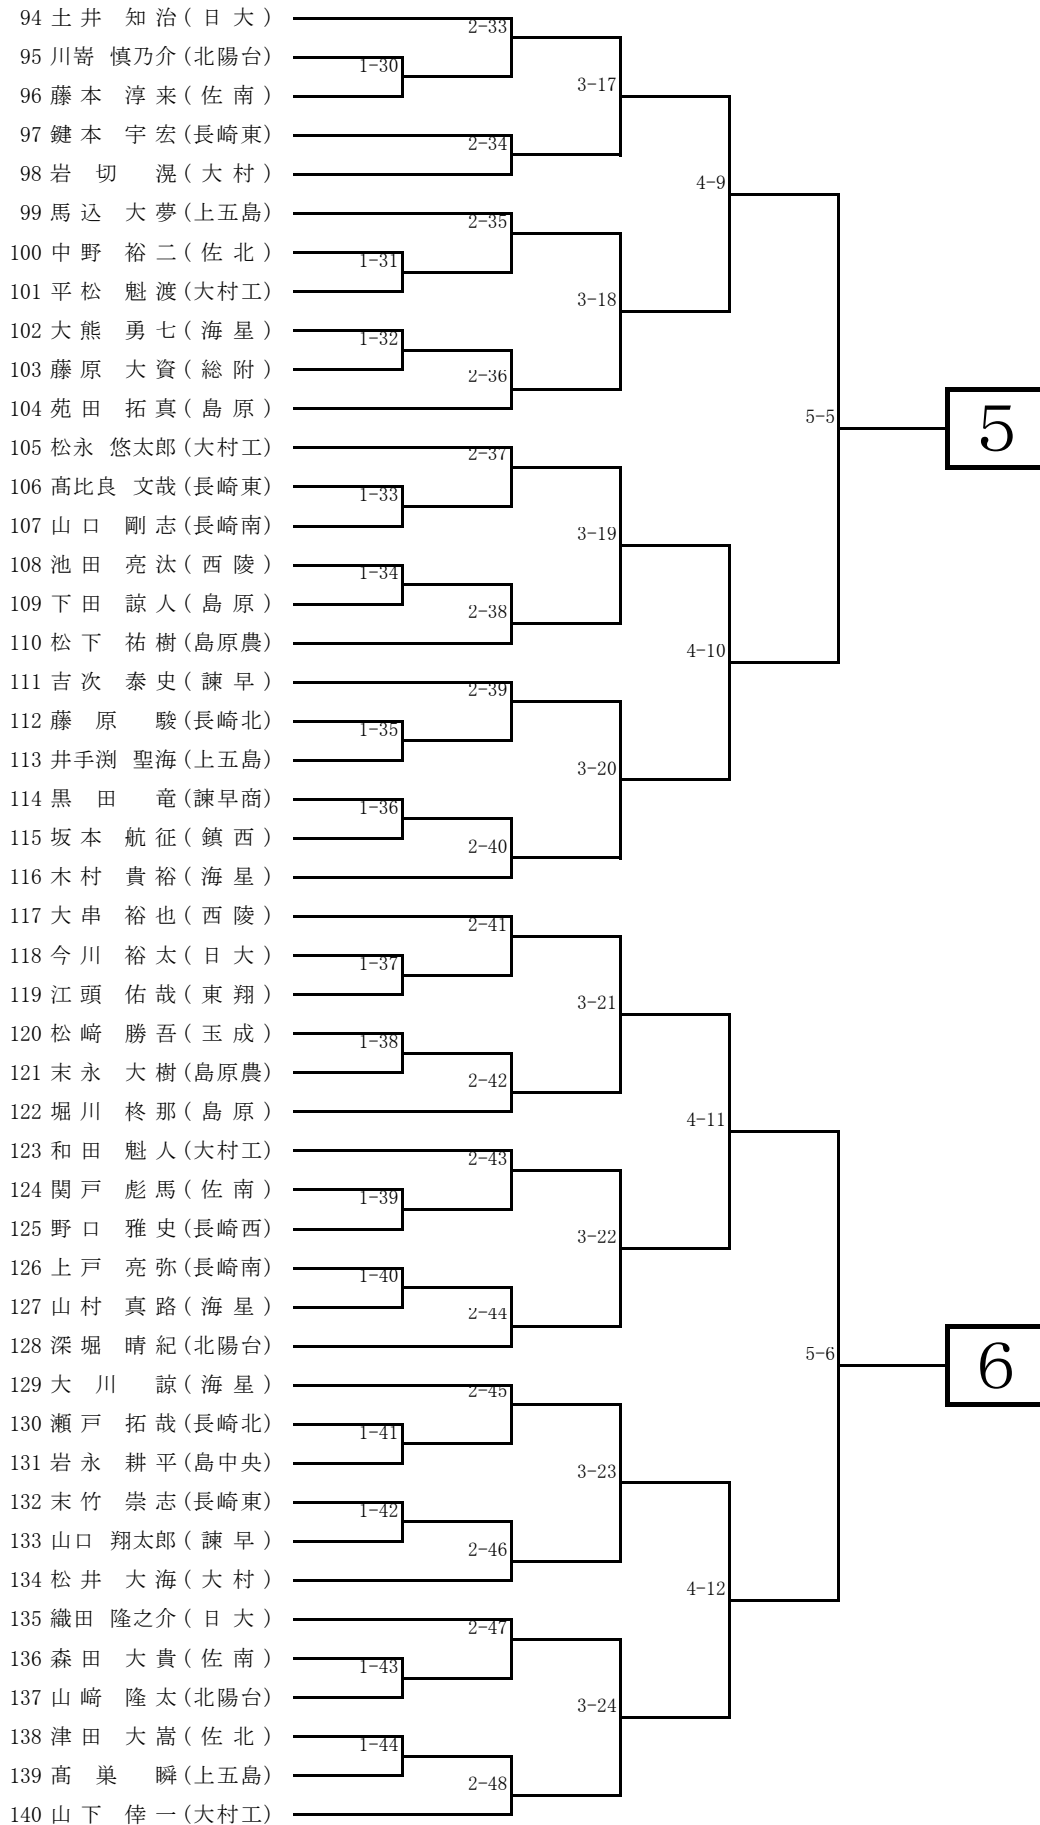 94 土井 知治(日大)
2-33
95 川嵜 慎乃介(北陽台)
1-30
3-17
96 藤本 淳来(佐南)
97 鍵本 宇宏(長崎東)
2-34
98 岩切 滉(大村)
4-9
99 馬込 大夢(上五島)
2-35
100 中野 裕二(佐北)
1-31
101 平松 魁渡(大村工)
3-18
102 大熊 勇七(海星)
1-32
103 藤原 大資(総附)
2-36
104 苑田 拓真(島原)
5-5
5
105 松永 悠太郎(大村工)
2-37
106 髙比良 文哉(長崎東)
1-33
107 山口 剛志(長崎南)
3-19
108 池田 亮汰(西陵)
1-34
109 下田 諒人(島原)
2-38
110 松下 祐樹(島原農)
4-10
111 吉次 泰史(諫早)
2-39
112 藤原 駿(長崎北)
1-35
113 井手渕 聖海(上五島)
3-20
114 黒田 竜(諫早商)
1-36
115 坂本 航征(鎮西)
2-40
116 木村 貴裕(海星)
117 大串 裕也(西陵)
2-41
118 今川 裕太(日大)
1-37
119 江頭 佑哉(東翔)
3-21
120 松﨑 勝吾(玉成)
1-38
121 末永 大樹(島原農)
2-42
122 堀川 柊那(島原)
4-11
123 和田 魁人(大村工)
2-43
124 関戸 彪馬(佐南)
1-39
125 野口 雅史(長崎西)
3-22
126 上戸 亮弥(長崎南)
1-40
127 山村 真路(海星)
2-44
128 深堀 晴紀(北陽台)
5-6
6
129 大川 諒(海星)
2-45
130 瀬戸 拓哉(長崎北)
1-41
131 岩永 耕平(島中央)
3-23
132 末竹 崇志(長崎東)
1-42
133 山口 翔太郎(諫早)
2-46
134 松井 大海(大村)
4-12
135 織田 隆之介(日大)
2-47
136 森田 大貴(佐南)
1-43
137 山﨑 隆太(北陽台)
3-24
138 津田 大嵩(佐北)
1-44
139 髙巣 瞬(上五島)
2-48
140 山下 倖一(大村工)